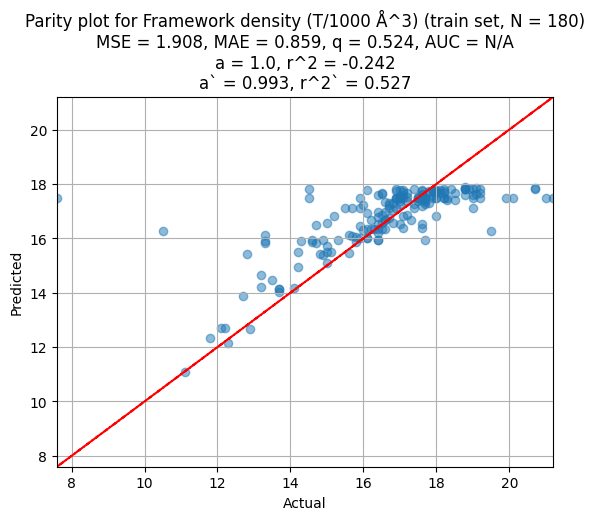 Parity plot for Framework density (T/1000 Å^3) (train set, N = 180)
MSE = 1.908, MAE = 0.859, q = 0.524, AUC = N/A
a = 1.0, r^2 = -0.242
a` = 0.993, r^2` = 0.527
20
18
16
14
12
10
8
Predicted
8 10 12 14 16 18 20
Actual